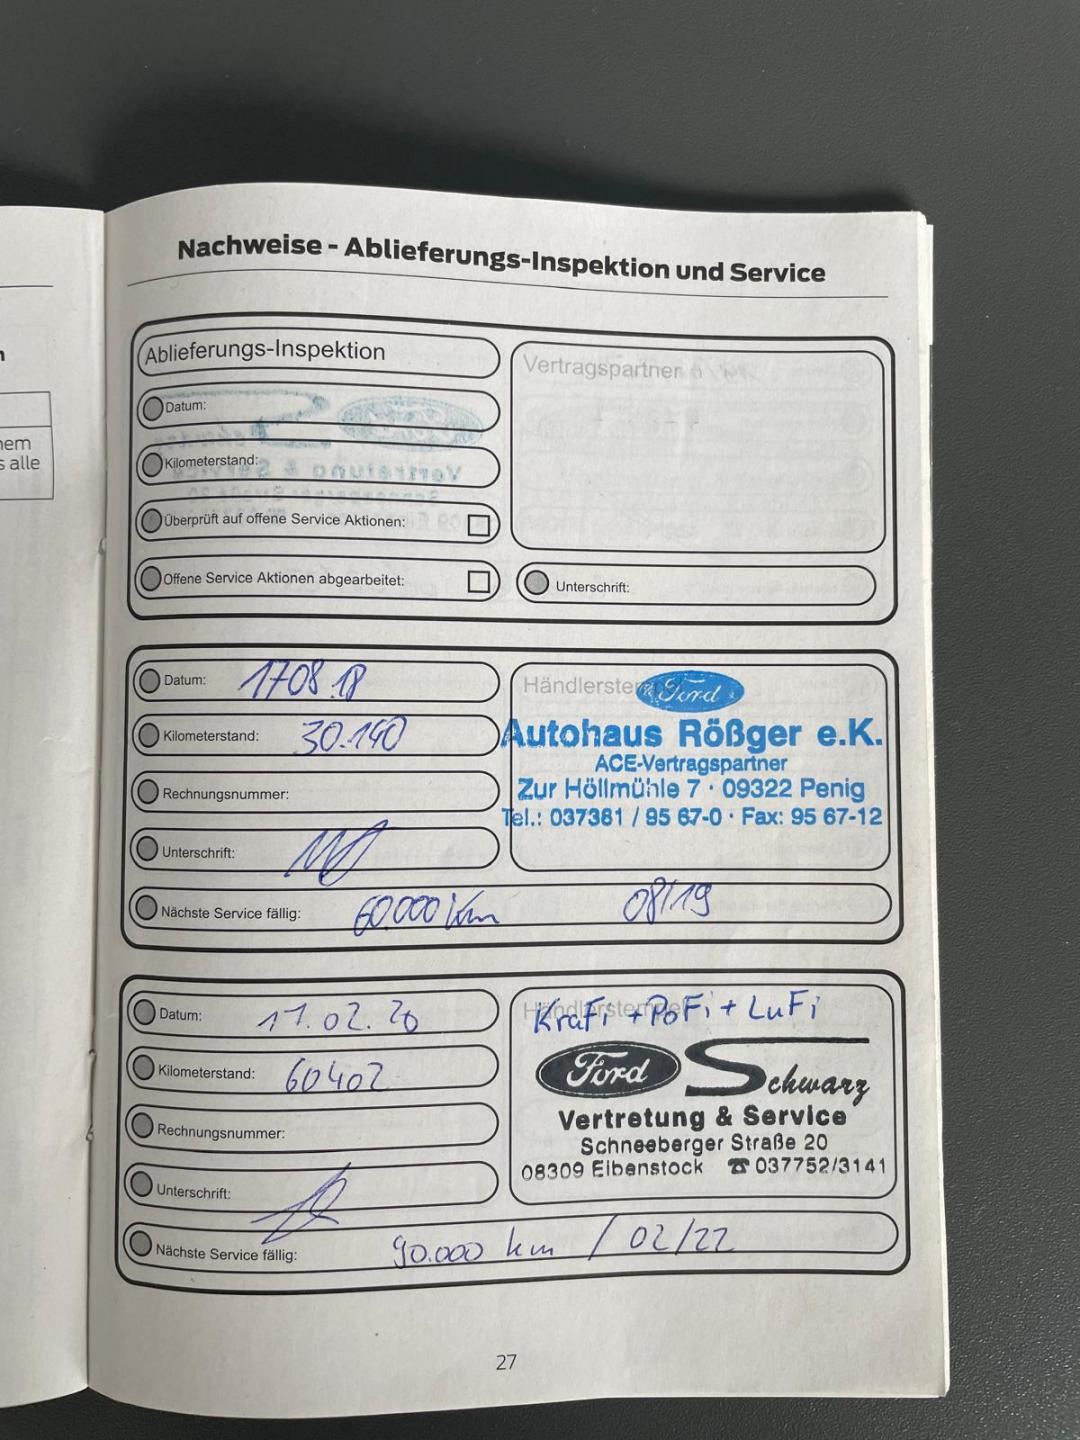 nem
s alle
Nachweise - Ablieferungs-Inspektion und Service
Ablieferungs-Inspektion
Vertragspartner
Datum:
Kilometerstand:
Überprüft auf offene Service Aktionen:
Offene Service Aktionen abgearbeitet:
Unterschrift:
Datum: 1708.18
Kilometerstand: 30.140
Rechnungsnummer:
Unterschrift:
Händlerstempel
Ford
Autohaus Rößger e.K.
ACE-Vertragspartner
Zur Höllmühle 7 · 09322 Penig
Tel.: 037381 / 95 67-0 · Fax: 95 67-12
Nächste Service fällig: 60.000 Km 08/19
Datum: 17.02.20
Kilometerstand: 60402
Rechnungsnummer:
Unterschrift:
Händlerstempel
KraFi + PoFi + LuFi
Ford Schwarz
Vertretung & Service
Schneeberger Straße 20
08309 Eibenstock ☎ 037752/3141
Nächste Service fällig: 90.000 km / 02/22
27